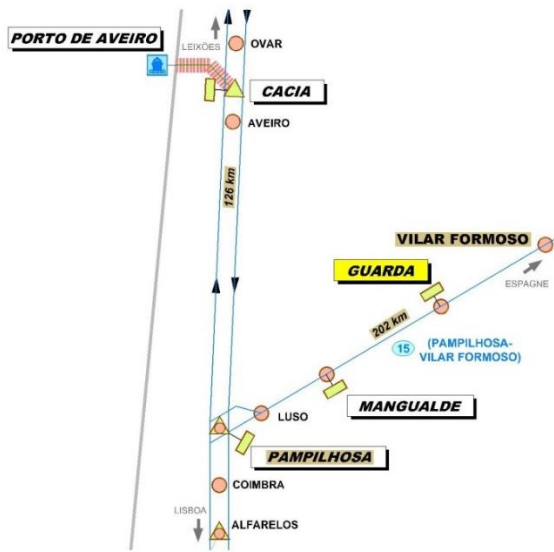 PORTO DE AVEIRO
LEIXÕES
OVAR
CACIA
AVEIRO
126 km
VILAR FORMOSO
GUARDA
ESPAGNE
202 km
15
(PAMPILHOSA-
VILAR FORMOSO)
MANGUALDE
LUSO
PAMPILHOSA
COIMBRA
LISBOA
ALFARELOS